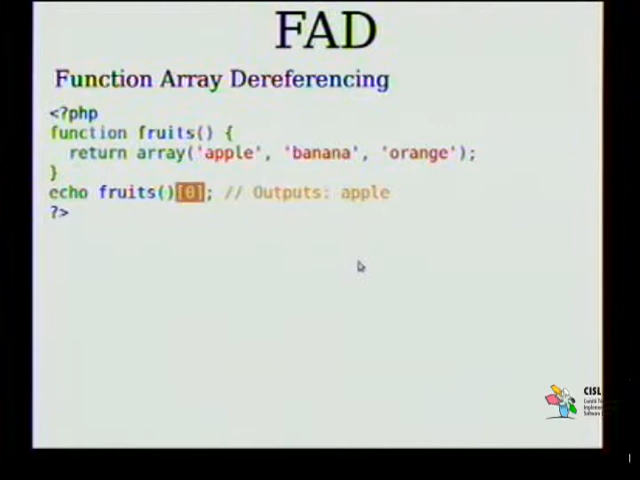 FAD
Function Array Dereferencing
<?php
function fruits() {
return array('apple', 'banana', 'orange');
}
echo fruits()[0]; // Outputs: apple
?>
CISL